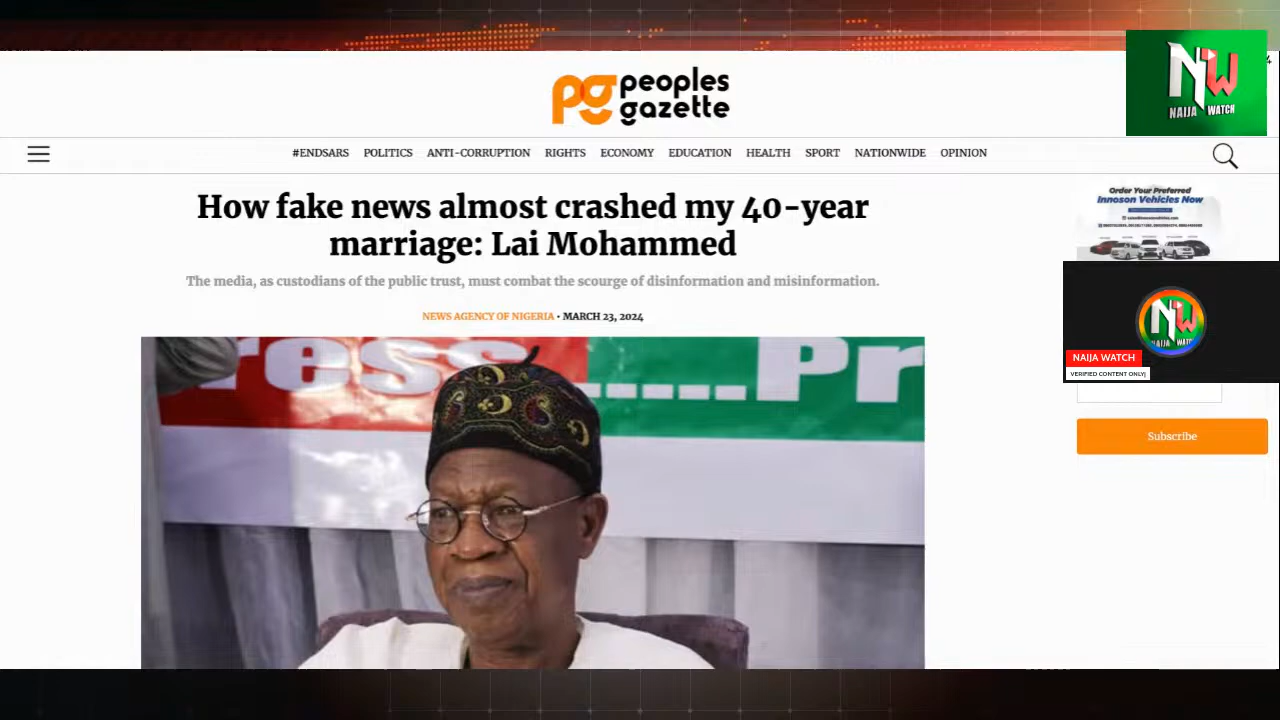 peoples
gazette
NW
NAIJA WATCH
#ENDSARS POLITICS ANTI-CORRUPTION RIGHTS ECONOMY EDUCATION HEALTH SPORT NATIONWIDE OPINION
How fake news almost crashed my 40-year
marriage: Lai Mohammed
The media, as custodians of the public trust, must combat the scourge of disinformation and misinformation.
NEWS AGENCY OF NIGERIA • MARCH 23, 2024
Order Your Preferred
Innoson Vehicles Now
ress.....Pr
NW
NAIJA WATCH
VERIFIED CONTENT ONLY|
Subscribe